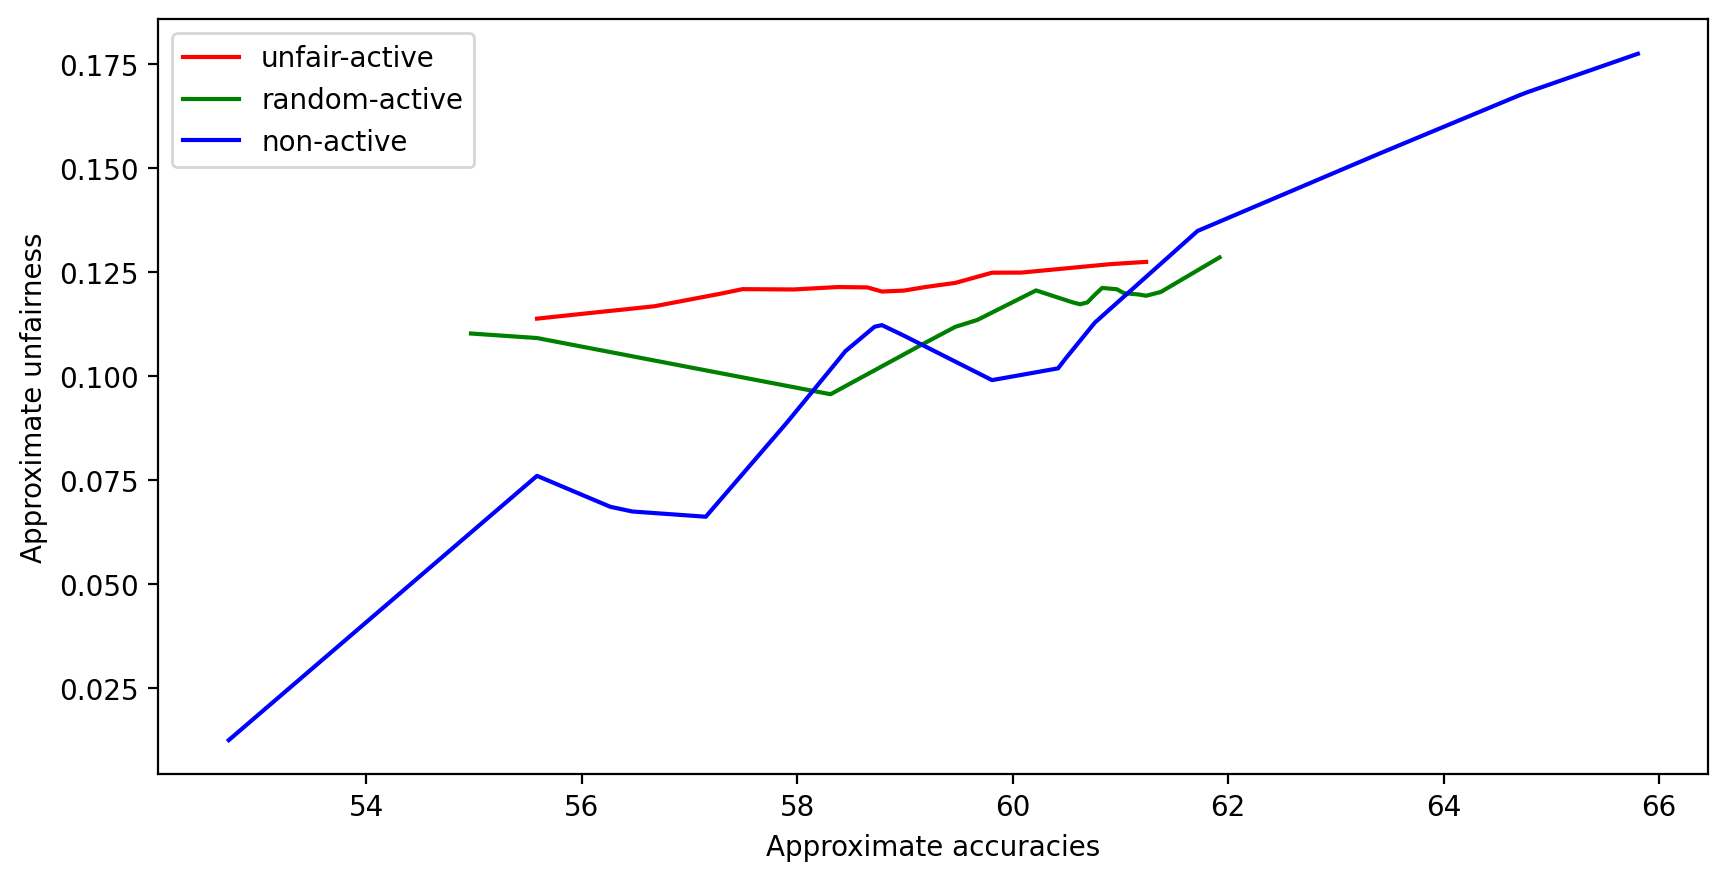 unfair-active
random-active
non-active
Approximate unfairness
0.175
0.150
0.125
0.100
0.075
0.050
0.025
54 56 58 60 62 64 66
Approximate accuracies